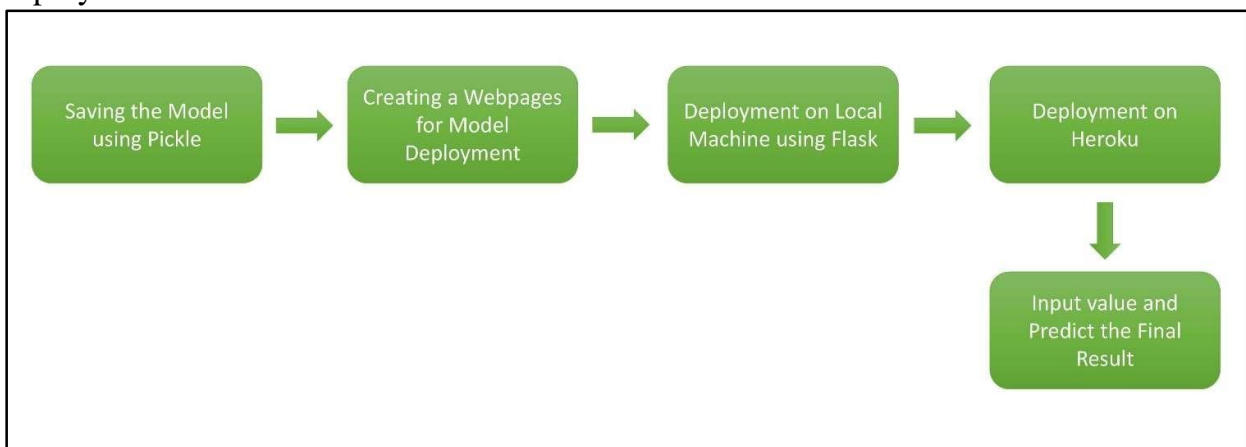 Saving the Model
using Pickle
Creating a Webpages
for Model
Deployment
Deployment on Local
Machine using Flask
Deployment on
Heroku
Input value and
Predict the Final
Result